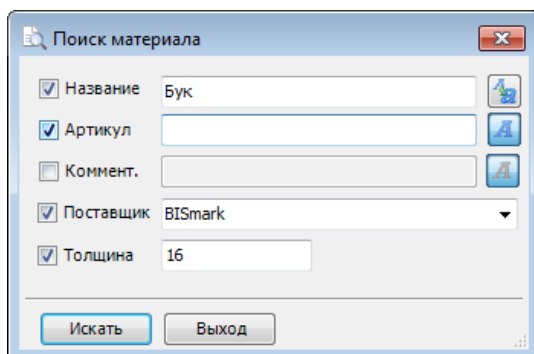 Поиск материала
Название Бук
Артикул
Коммент.
Поставщик BISmark
Толщина 16
Искать Выход